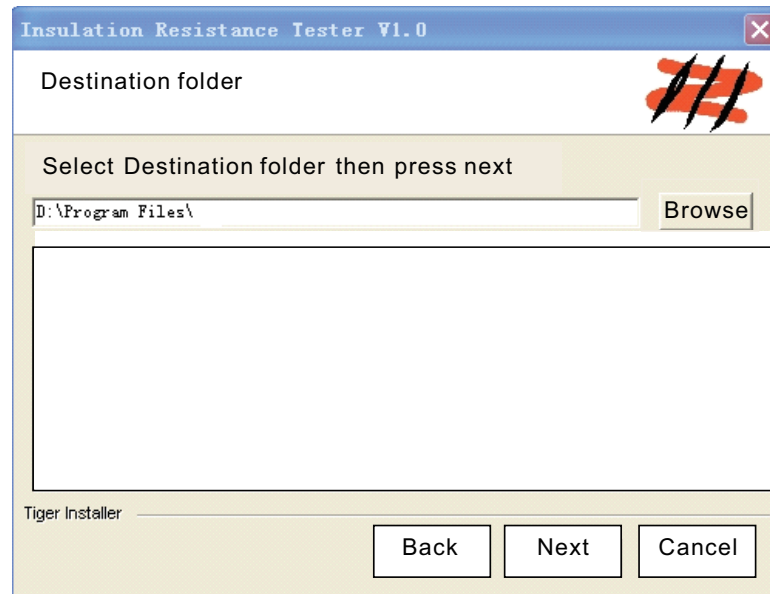 Insulation Resistance Tester V1.0
Destination folder
Select Destination folder then press next
D:\Program Files\
Browse
Tiger Installer
Back Next Cancel